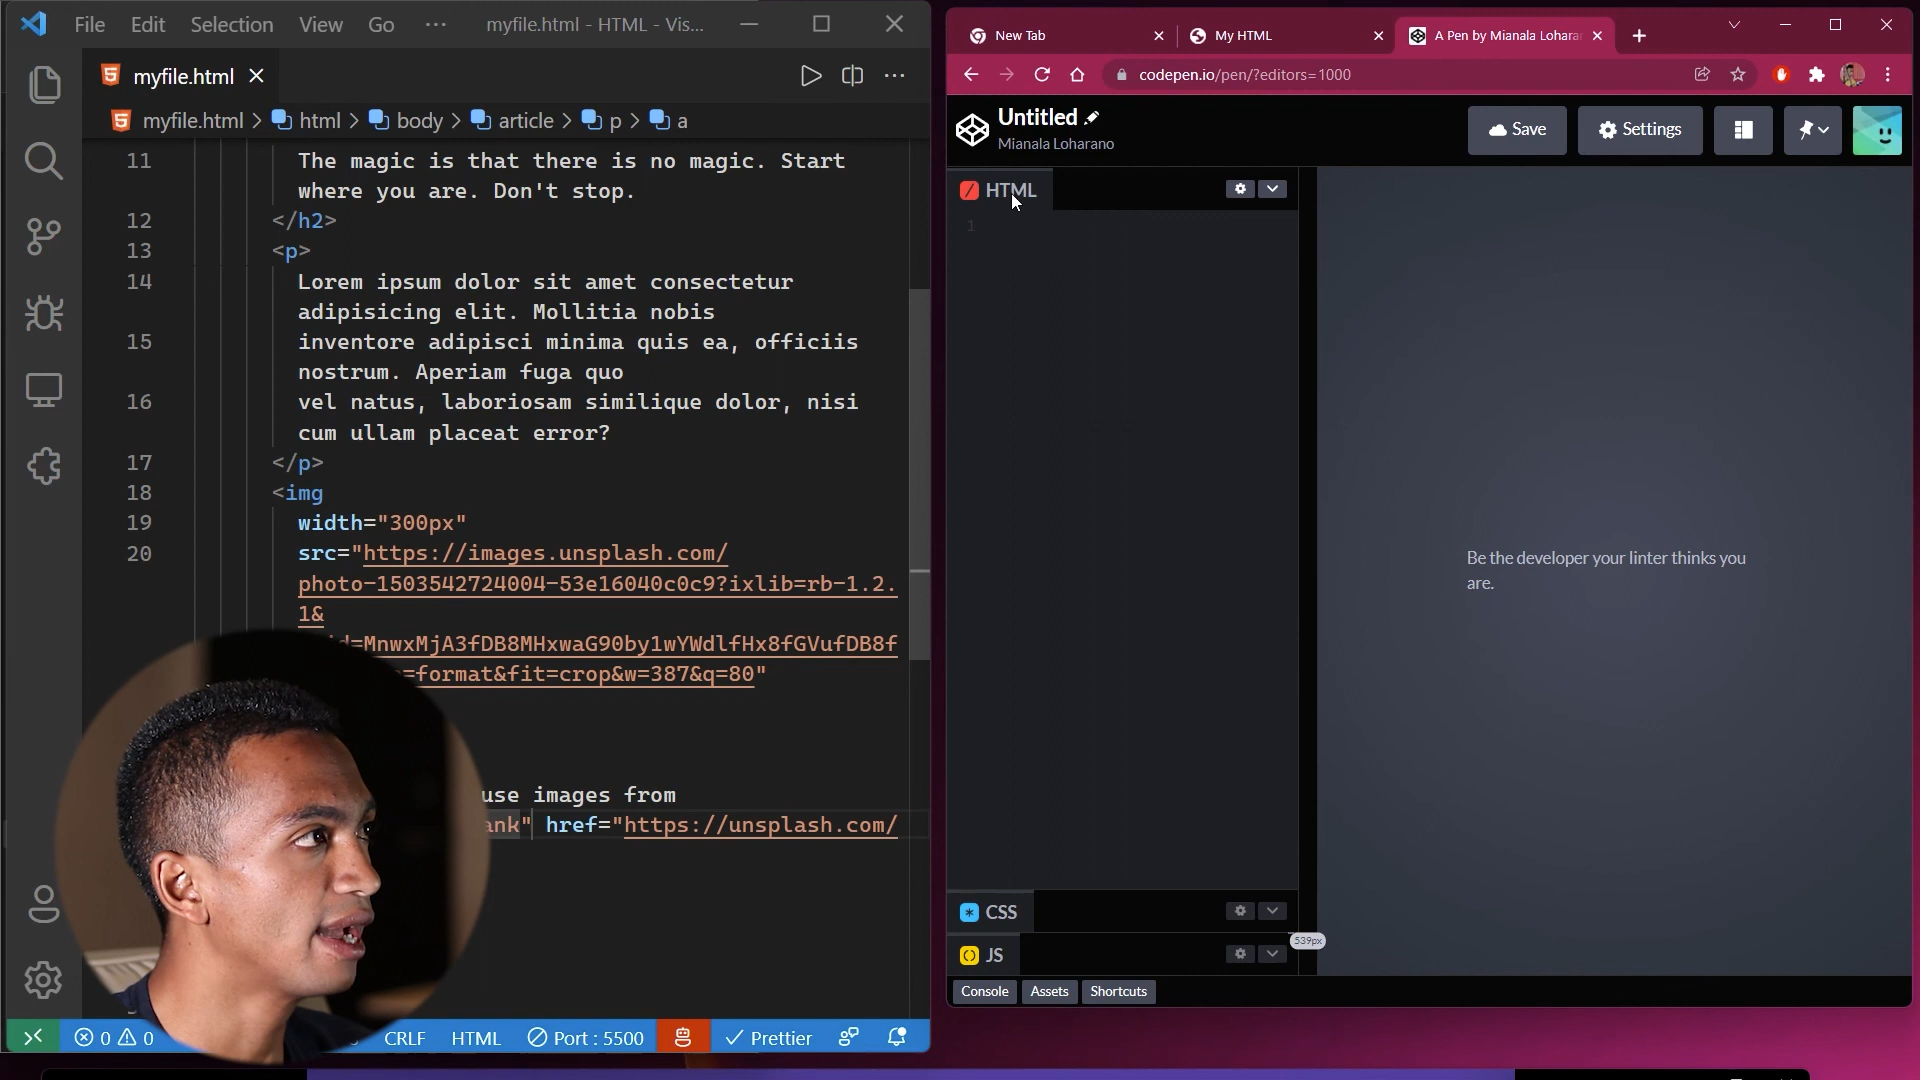 File Edit Selection View Go ··· myfile.html - HTML - Vis...
myfile.html
myfile.html > html > body > article > p > a
11 The magic is that there is no magic. Start
where you are. Don't stop.
12 </h2>
13 <p>
14 Lorem ipsum dolor sit amet consectetur
adipisicing elit. Mollitia nobis
15 inventore adipisci minima quis ea, officiis
nostrum. Aperiam fuga quo
16 vel natus, laboriosam similique dolor, nisi
cum ullam placeat error?
17 </p>
18 <img
19 width="300px"
20 src="https://images.unsplash.com/
photo-1503542724004-53e16040c0c9?ixlib=rb-1.2.
1&
=MnwxMjA3fDB8MHxwaG90by1wYWdlfHx8fGVufDB8f
=format&fit=crop&w=387&q=80"
use images from
ank" href="https://unsplash.com/
0 0 CRLF HTML Port : 5500 Prettier
New Tab My HTML A Pen by Mianala Lohara
codepen.io/pen/?editors=1000
Untitled
Mianala Loharano
Save Settings
HTML
1
Be the developer your linter thinks you
are.
CSS
539px
JS
Console Assets Shortcuts